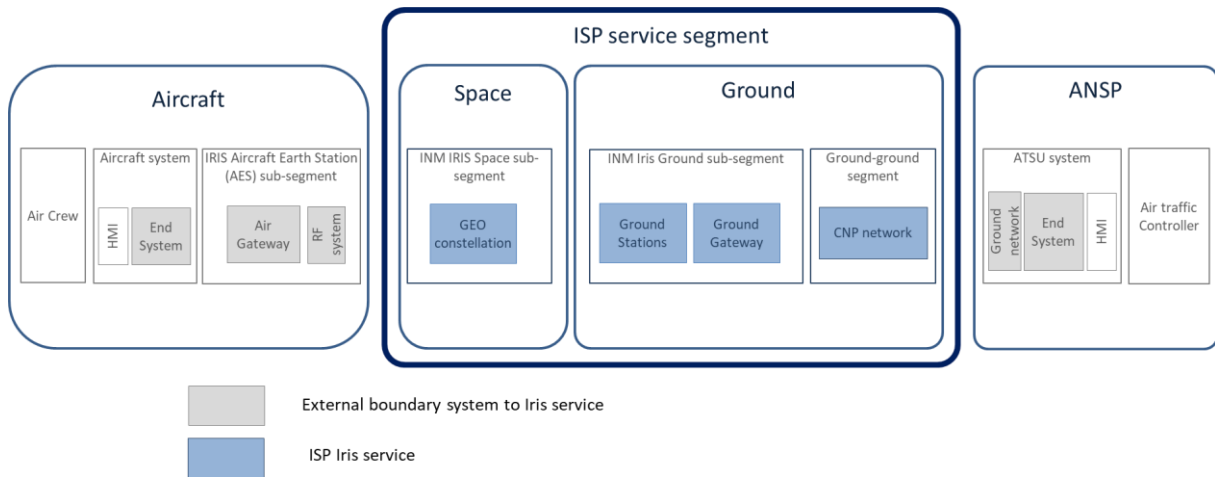 ISP service segment
Aircraft
Space
Ground
ANSP
Air Crew
Aircraft system
HMI
End
System
IRIS Aircraft Earth Station
(AES) sub-segment
Air
Gateway
RF
system
INM IRIS Space sub-
segment
GEO
constellation
INM Iris Ground sub-segment
Ground
Stations
Ground
Gateway
Ground-ground
segment
CNP network
ATSU system
Ground
network
End
System
HMI
Air traffic
Controller
External boundary system to Iris service
ISP Iris service